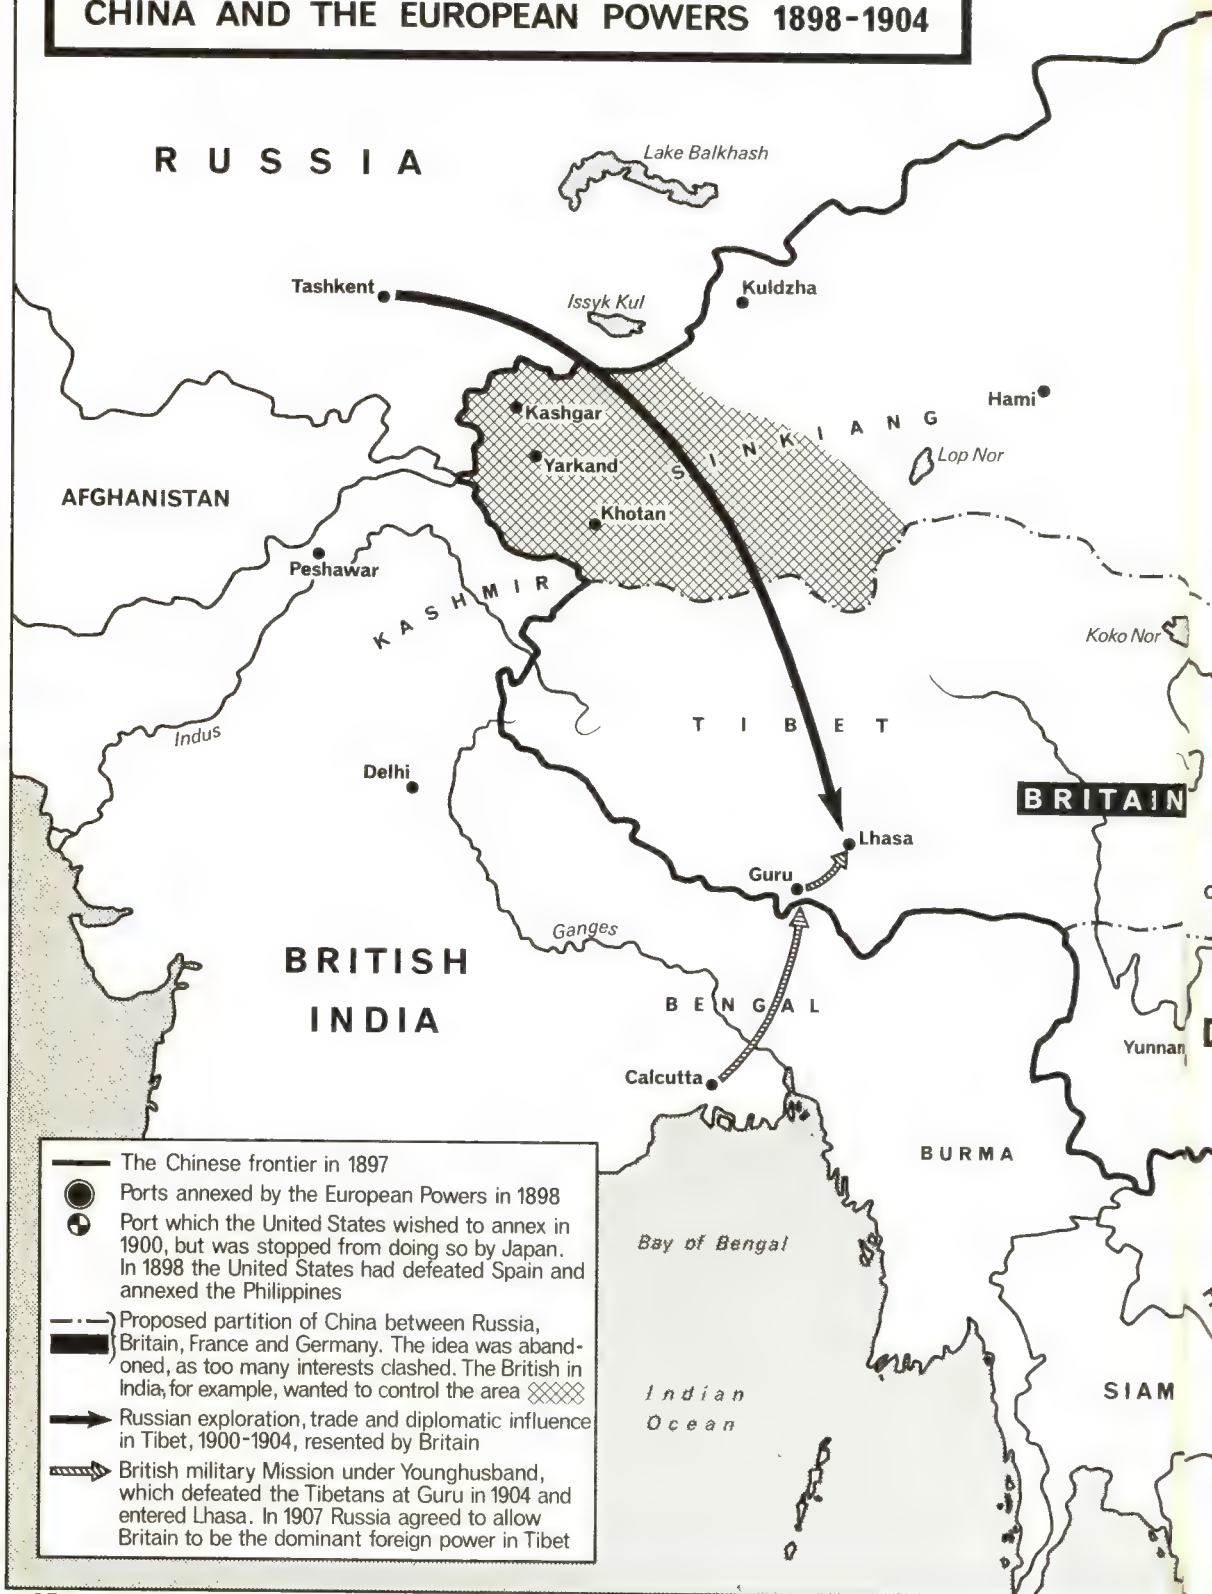 CHINA AND THE EUROPEAN POWERS 1898-1904
RUSSIA
Lake Balkhash
Tashkent
Issyk Kul
Kuldzha
Kashgar
Hami
SINKIANG
Yarkand
Lop Nor
AFGHANISTAN
Khotan
Peshawar
KASHMIR
Koko Nor
Indus
TIBET
Delhi
BRITAIN
Lhasa
Guru
Ganges
BRITISH
INDIA
BENGAL
Yunnan
Calcutta
BURMA
The Chinese frontier in 1897
Ports annexed by the European Powers in 1898
Port which the United States wished to annex in
1900, but was stopped from doing so by Japan.
In 1898 the United States had defeated Spain and
annexed the Philippines
Proposed partition of China between Russia,
Britain, France and Germany. The idea was aband-
oned, as too many interests clashed. The British in
India, for example, wanted to control the area
Russian exploration, trade and diplomatic influence
in Tibet, 1900-1904, resented by Britain
British military Mission under Younghusband,
which defeated the Tibetans at Guru in 1904 and
entered Lhasa. In 1907 Russia agreed to allow
Britain to be the dominant foreign power in Tibet
Bay of Bengal
Indian
Ocean
SIAM